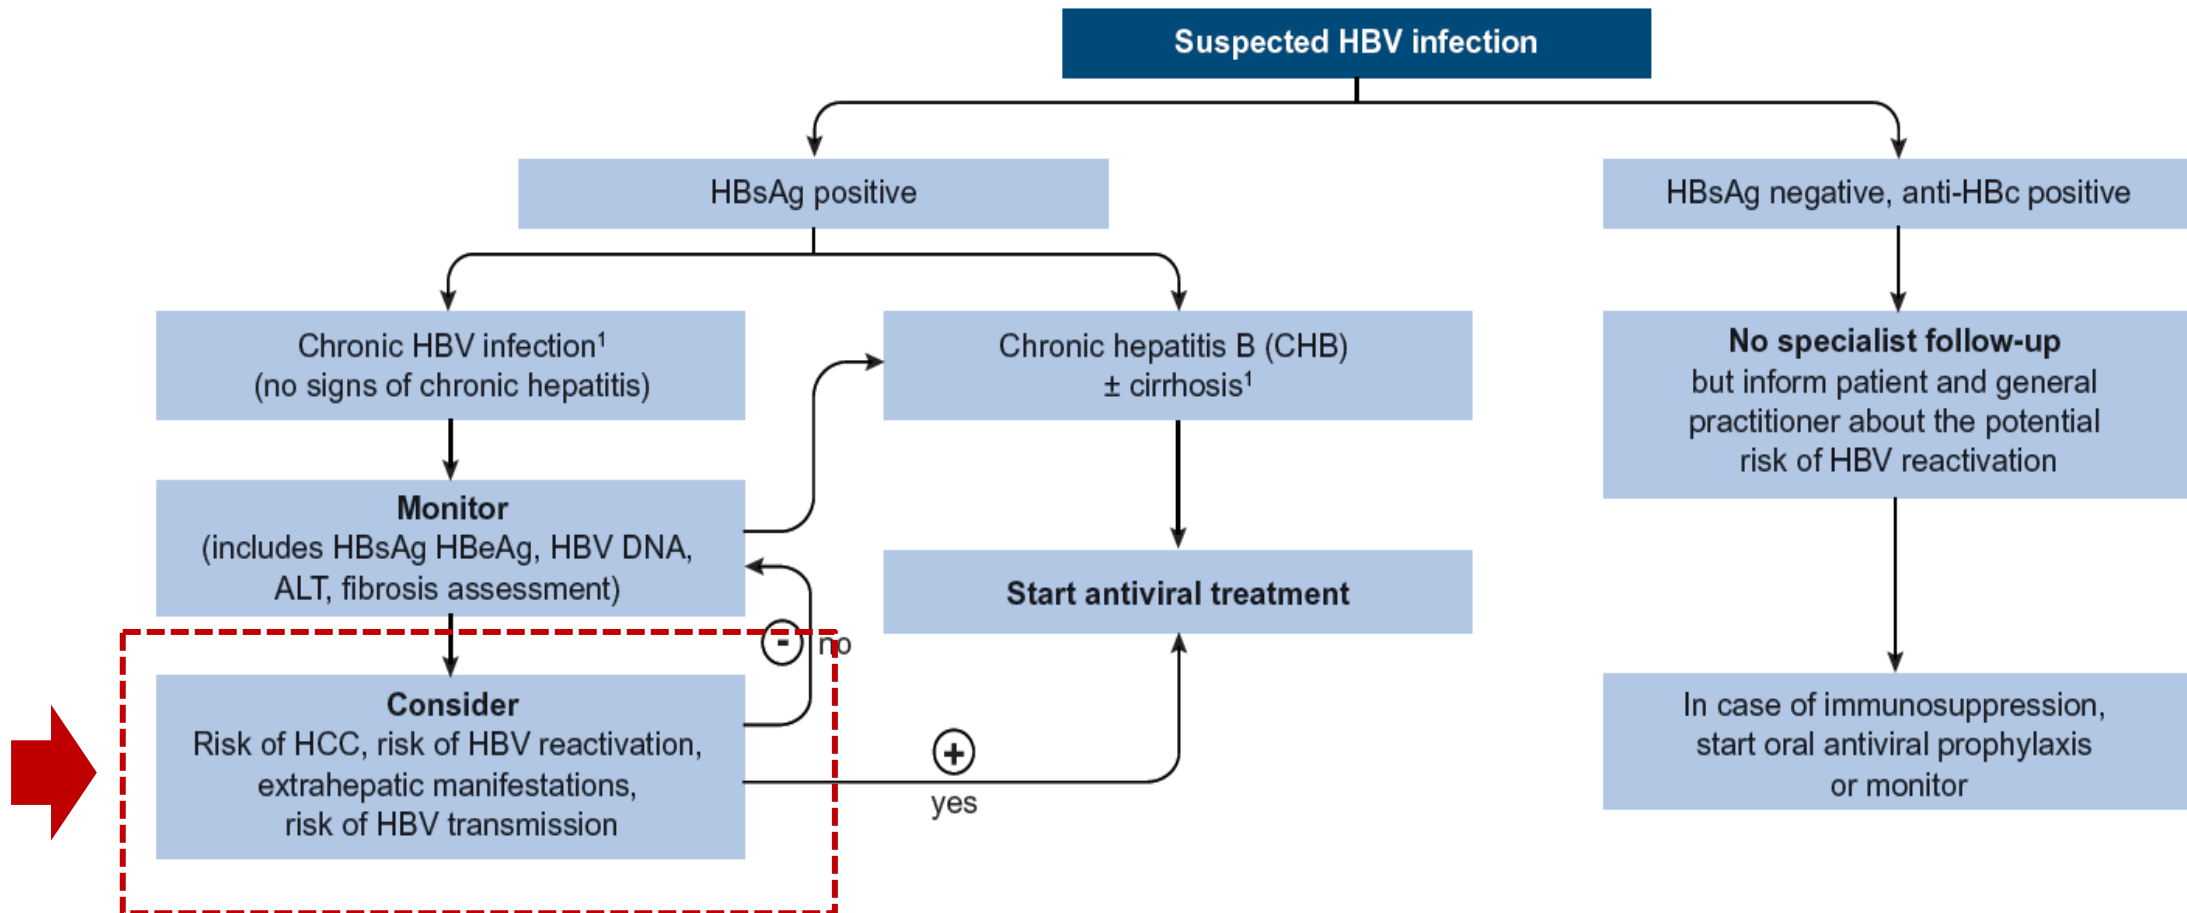 Suspected HBV infection
HBsAg positive
HBsAg negative, anti-HBc positive
Chronic HBV infection¹
(no signs of chronic hepatitis)
Chronic hepatitis B (CHB)
± cirrhosis¹
No specialist follow-up
but inform patient and general
practitioner about the potential
risk of HBV reactivation
Monitor
(includes HBsAg HBeAg, HBV DNA,
ALT, fibrosis assessment)
Start antiviral treatment
-
no
Consider
Risk of HCC, risk of HBV reactivation,
extrahepatic manifestations,
risk of HBV transmission
+
yes
In case of immunosuppression,
start oral antiviral prophylaxis
or monitor